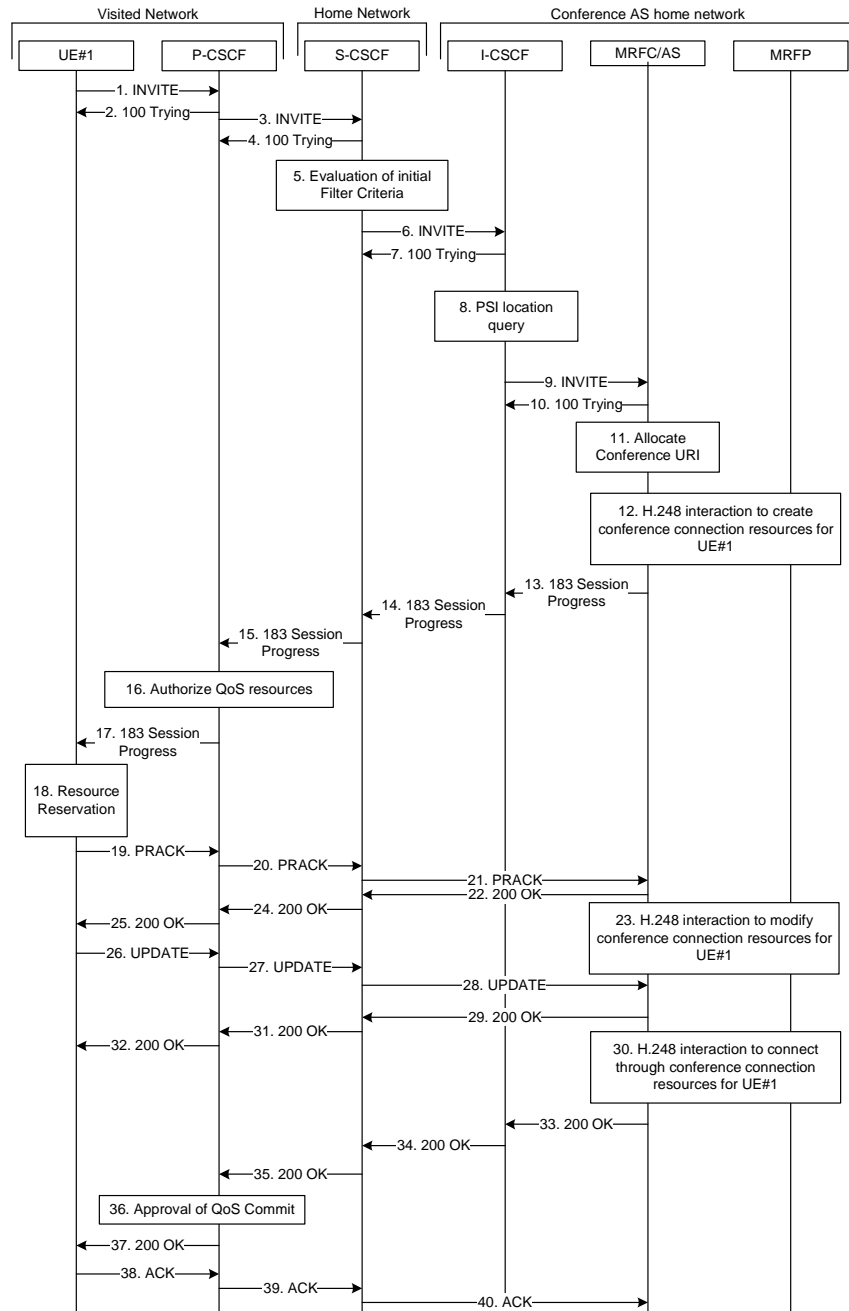 Visited Network
Home Network
Conference AS home network
UE#1
P-CSCF
S-CSCF
I-CSCF
MRFC/AS
MRFP
1. INVITE
2. 100 Trying
3. INVITE
4. 100 Trying
5. Evaluation of initial
Filter Criteria
6. INVITE
7. 100 Trying
8. PSI location
query
9. INVITE
10. 100 Trying
11. Allocate
Conference URI
12. H.248 interaction to create
conference connection resources for
UE#1
13. 183 Session
Progress
14. 183 Session
Progress
15. 183 Session
Progress
16. Authorize QoS resources
17. 183 Session
Progress
18. Resource
Reservation
19. PRACK
20. PRACK
21. PRACK
22. 200 OK
23. H.248 interaction to modify
conference connection resources for
UE#1
24. 200 OK
25. 200 OK
26. UPDATE
27. UPDATE
28. UPDATE
29. 200 OK
30. H.248 interaction to connect
through conference connection
resources for UE#1
31. 200 OK
32. 200 OK
33. 200 OK
34. 200 OK
35. 200 OK
36. Approval of QoS Commit
37. 200 OK
38. ACK
39. ACK
40. ACK